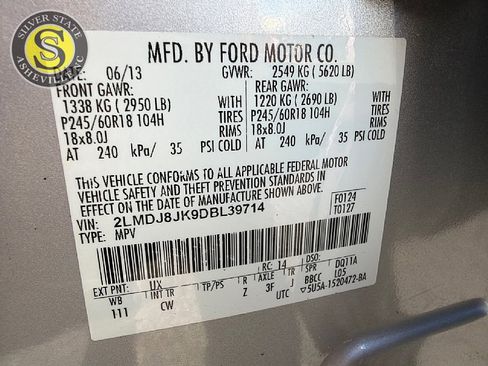 SILVER STATE
S
ASHEVILLE, NC
MFD. BY FORD MOTOR CO.
06/13 GVWR: 2549 KG ( 5620 LB)
FRONT GAWR: REAR GAWR:
1338 KG ( 2950 LB) WITH 1220 KG ( 2690 LB) WITH
P245/60R18 104H TIRES P245/60R18 104H TIRES
18x8.0J RIMS 18x8.0J RIMS
AT 240 kPa/ 35 PSI COLD AT 240 kPa/ 35 PSI COLD
THIS VEHICLE CONFORMS TO ALL APPLICABLE FEDERAL MOTOR
VEHICLE SAFETY AND THEFT PREVENTION STANDARDS IN
EFFECT ON THE DATE OF MANUFACTURE SHOWN ABOVE.
VIN: 2LMDJ8JK9DBL39714 F0124
TYPE: MPV T0127
EXT PNT: UX RC: 14 DSO:
WB INT TR TP/PS R AX TR SPR DQ11A
111 CW Z 3F J BBCC L05
UTC ▽5U5A-1520472-BA